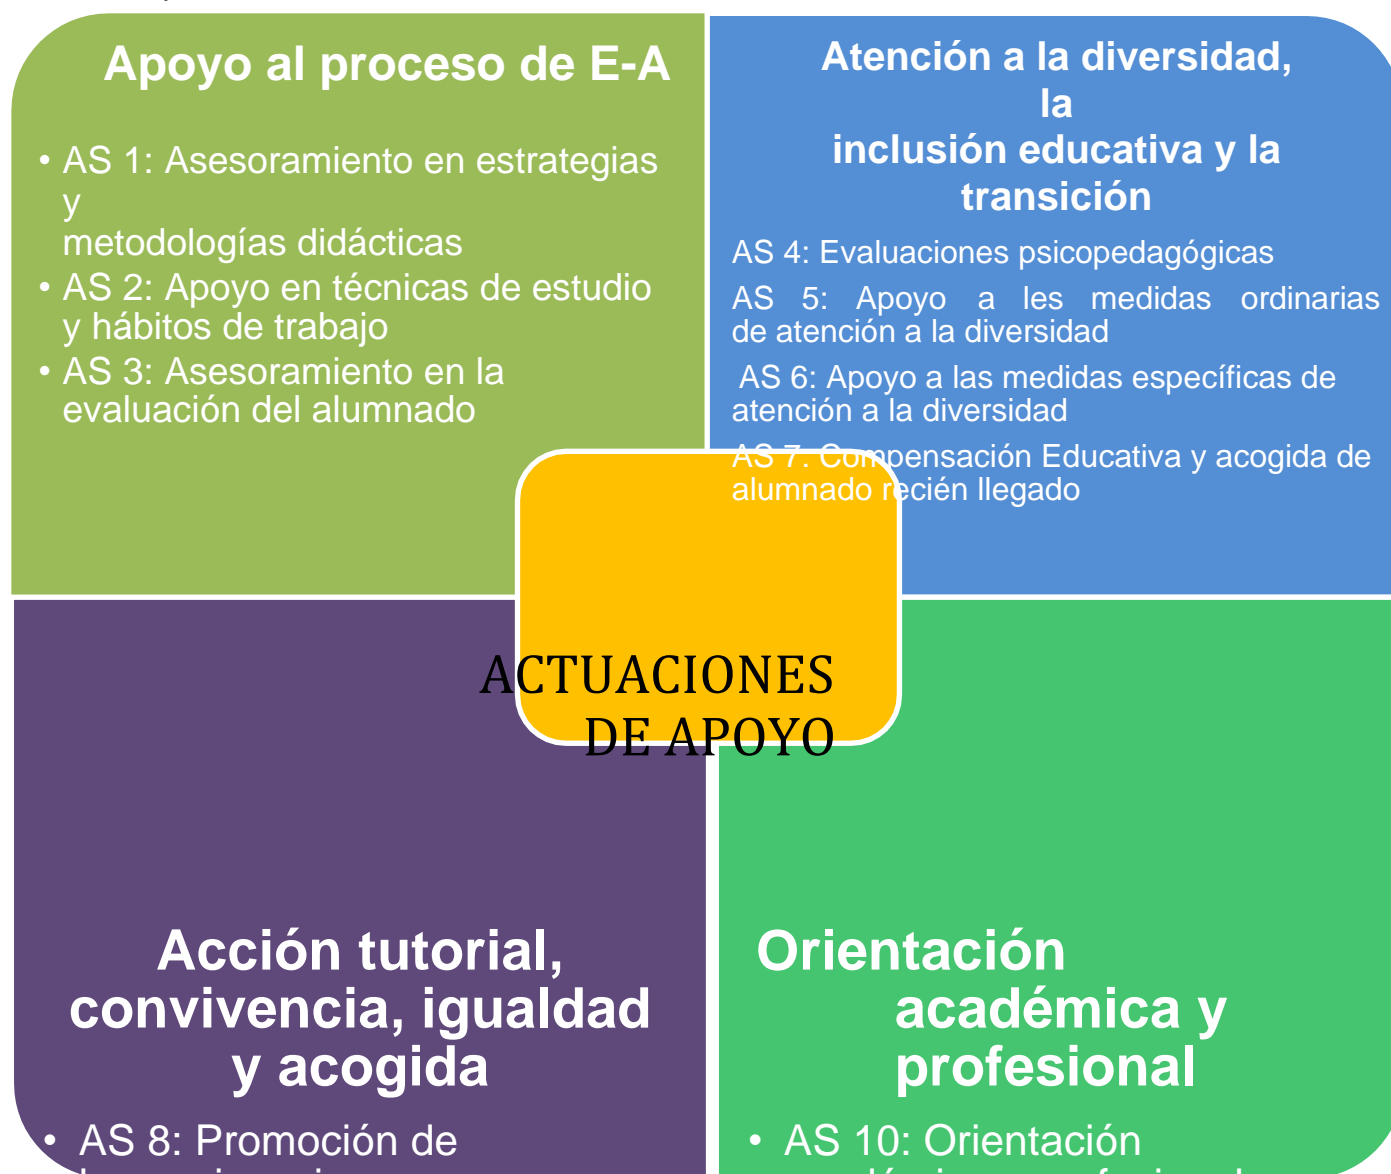 Apoyo al proceso de E-A
• AS 1: Asesoramiento en estrategias
y
metodologías didácticas
• AS 2: Apoyo en técnicas de estudio
y hábitos de trabajo
• AS 3: Asesoramiento en la
evaluación del alumnado
Atención a la diversidad,
la
inclusión educativa y la
transición
AS 4: Evaluaciones psicopedagógicas
AS 5: Apoyo a les medidas ordinarias
de atención a la diversidad
AS 6: Apoyo a las medidas específicas de
atención a la diversidad
AS 7: Compensación Educativa y acogida de
alumnado recién llegado
ACTUACIONES
DE APOYO
Acción tutorial,
convivencia, igualdad
y acogida
• AS 8: Promoción de
Orientación
académica y
profesional
• AS 10: Orientación